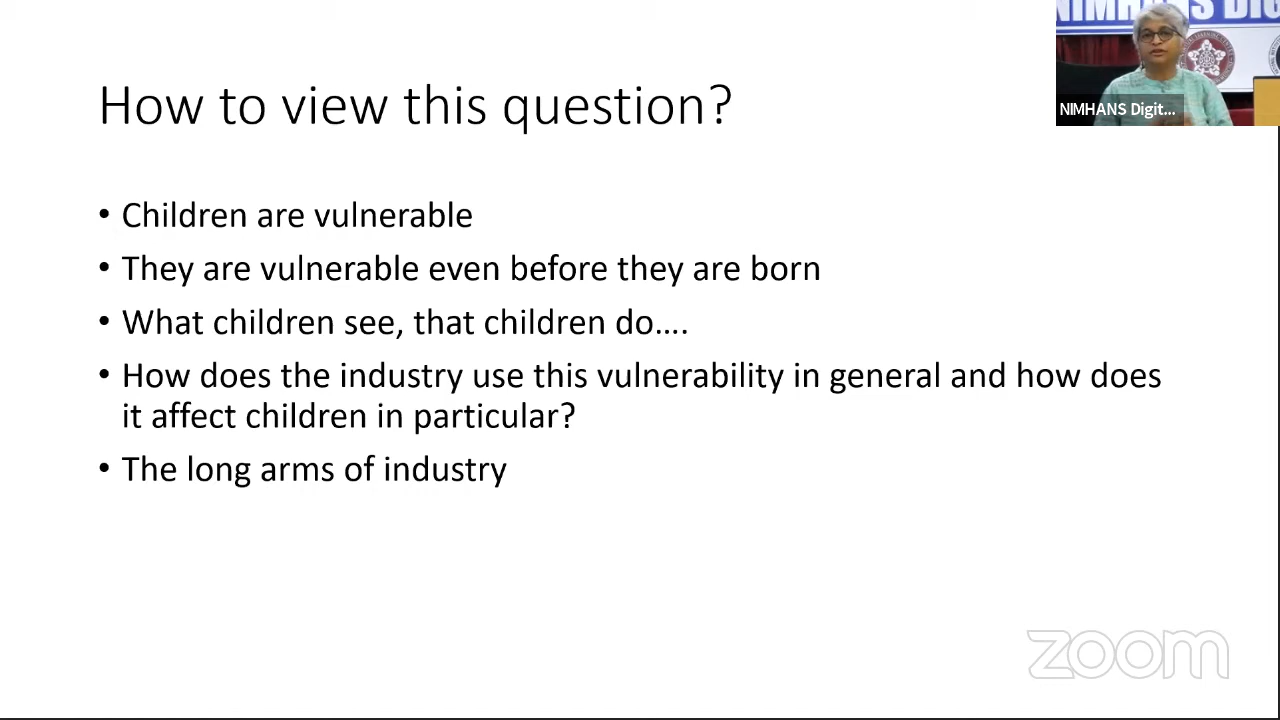 NIMHANS DIG
NIMHANS Digit...
How to view this question?
• Children are vulnerable
• They are vulnerable even before they are born
• What children see, that children do....
• How does the industry use this vulnerability in general and how does
it affect children in particular?
• The long arms of industry
zoom